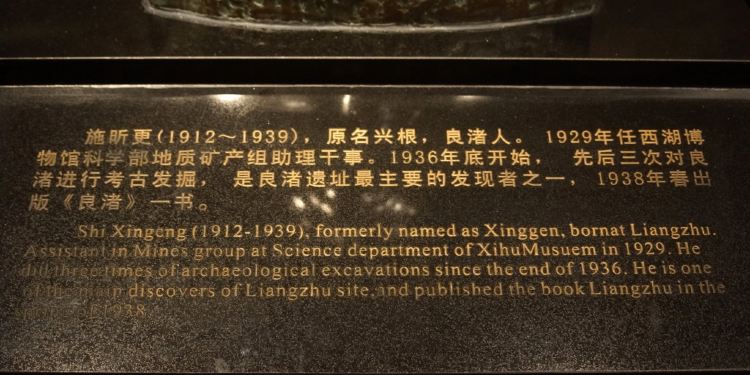 施昕更(1912～1939)，原名兴根，良渚人。 1929年任西湖博
物馆科学部地质矿产组助理干事。1936年底开始， 先后三次对良
渚进行考古发掘， 是良渚遗址最主要的发现者之一， 1938年春出
版《良渚》一书。
Shi Xingeng (1912-1939), formerly named as Xinggen, bornat Liangzhu.
Assistant in Mines group at Science department of XihuMusuem in 1929. He
did three times of archaeological excavations since the end of 1936. He is one
of the main discovers of Liangzhu site,and published the book Liangzhu in the
spring of 1938.